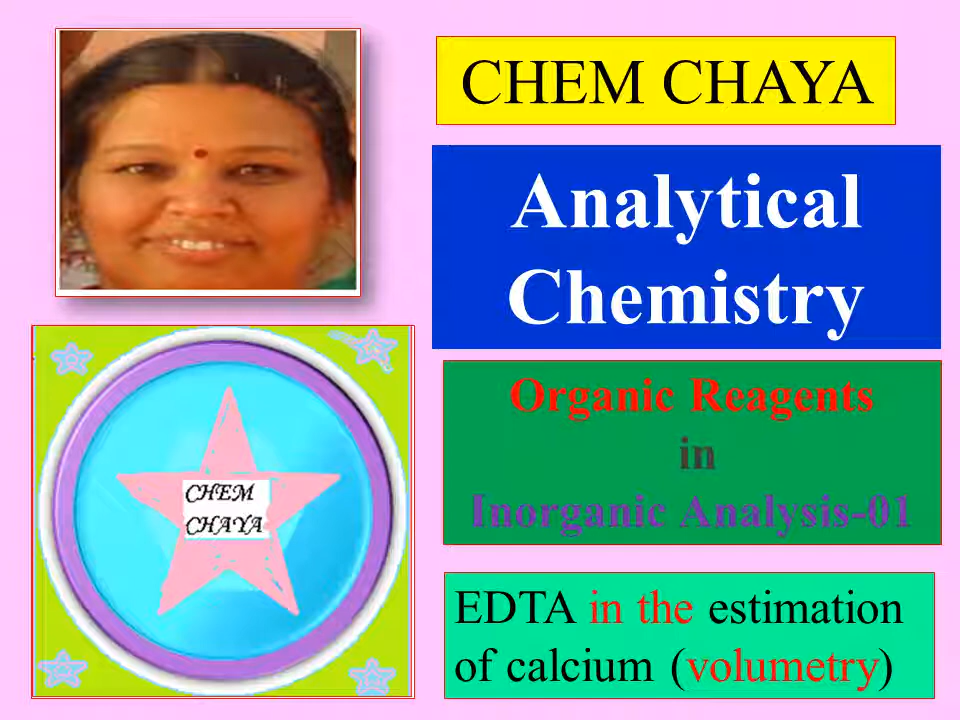 CHEM CHAYA
Analytical
Chemistry
Organic Reagents
in
Inorganic Analysis-01
CHEM
CHAYA
EDTA in the estimation
of calcium (volumetry)